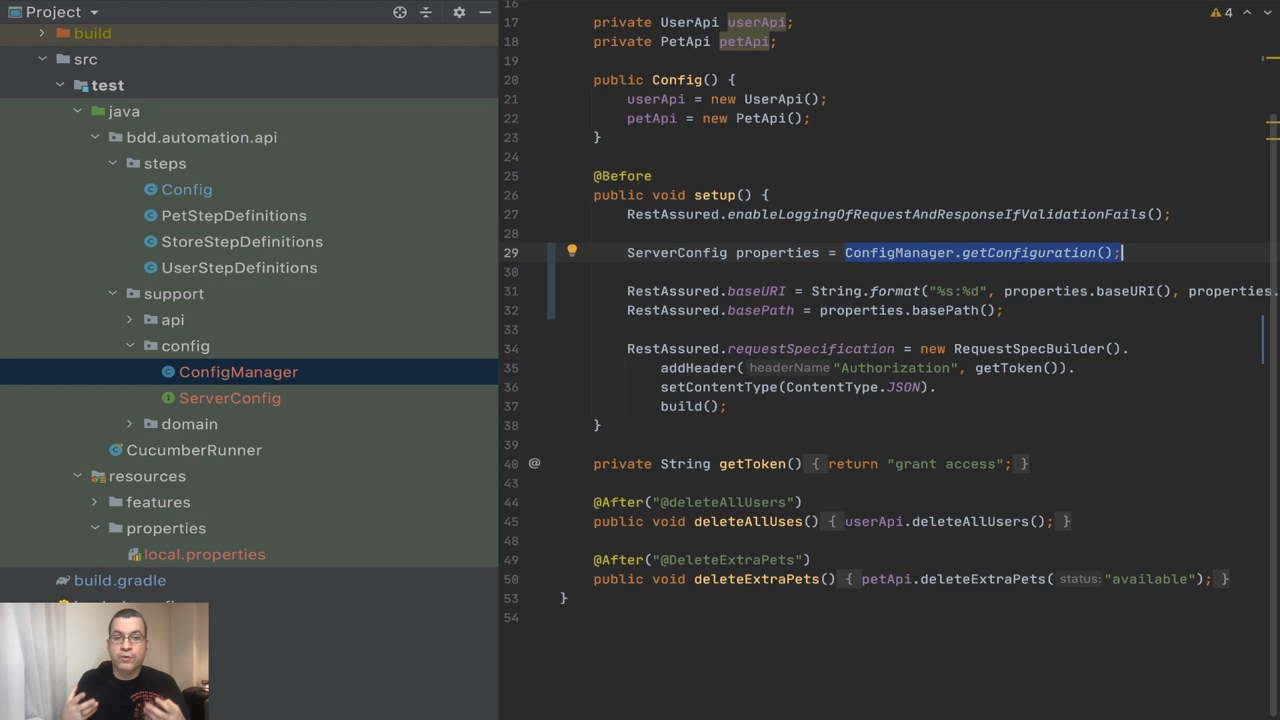 Project
build
src
test
java
bdd.automation.api
steps
Config
PetStepDefinitions
StoreStepDefinitions
UserStepDefinitions
support
api
config
ConfigManager
ServerConfig
domain
CucumberRunner
resources
features
properties
local.properties
build.gradle
4
16
17 private UserApi userApi;
18 private PetApi petApi;
19
20 public Config() {
21 userApi = new UserApi();
22 petApi = new PetApi();
23 }
24
25 @Before
26 public void setup() {
27 RestAssured.enableLoggingOfRequestAndResponseIfValidationFails();
28
29 ServerConfig properties = ConfigManager.getConfiguration();
30
31 RestAssured.baseURI = String.format("%s:%d", properties.baseURI(), properties.
32 RestAssured.basePath = properties.basePath();
33
34 RestAssured.requestSpecification = new RequestSpecBuilder().
35 addHeader( headerName: "Authorization", getToken()).
36 setContentType(ContentType.JSON).
37 build();
38 }
39
40 @ private String getToken() { return "grant access"; }
43
44 @After("@deleteAllUsers")
45 public void deleteAllUses() { userApi.deleteAllUsers(); }
48
49 @After("@DeleteExtraPets")
50 public void deleteExtraPets() { petApi.deleteExtraPets( status: "available"); }
53 }
54